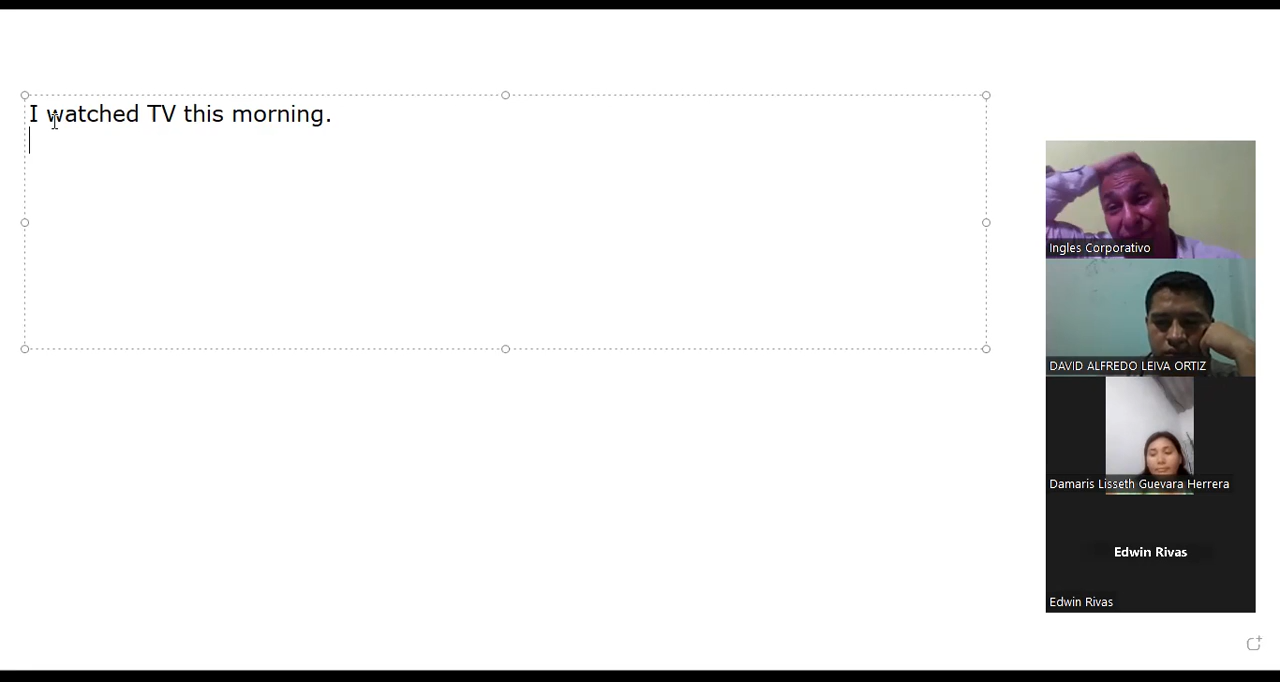 I watched TV this morning.
Ingles Corporativo
DAVID ALFREDO LEIVA ORTIZ
Damaris Lisseth Guevara Herrera
Edwin Rivas
Edwin Rivas